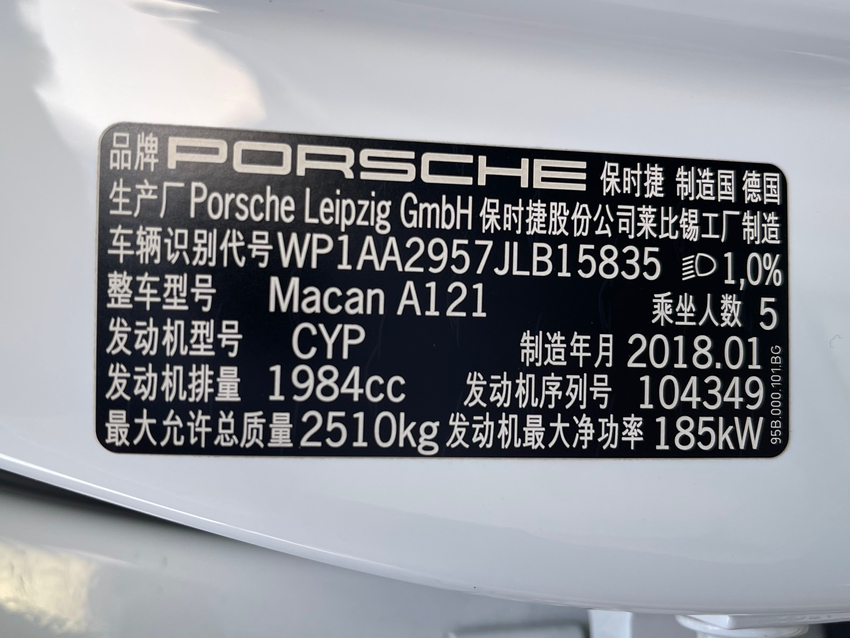 品牌 PORSCHE 保时捷 制造国 德国
生产厂 Porsche Leipzig GmbH 保时捷股份公司莱比锡工厂制造
车辆识别代号 WP1AA2957JLB15835 1,0%
整车型号 Macan A121 乘坐人数 5
发动机型号 CYP 制造年月 2018.01
发动机排量 1984cc 发动机序列号 104349
最大允许总质量 2510kg 发动机最大净功率 185kW
95B.000.101.BG